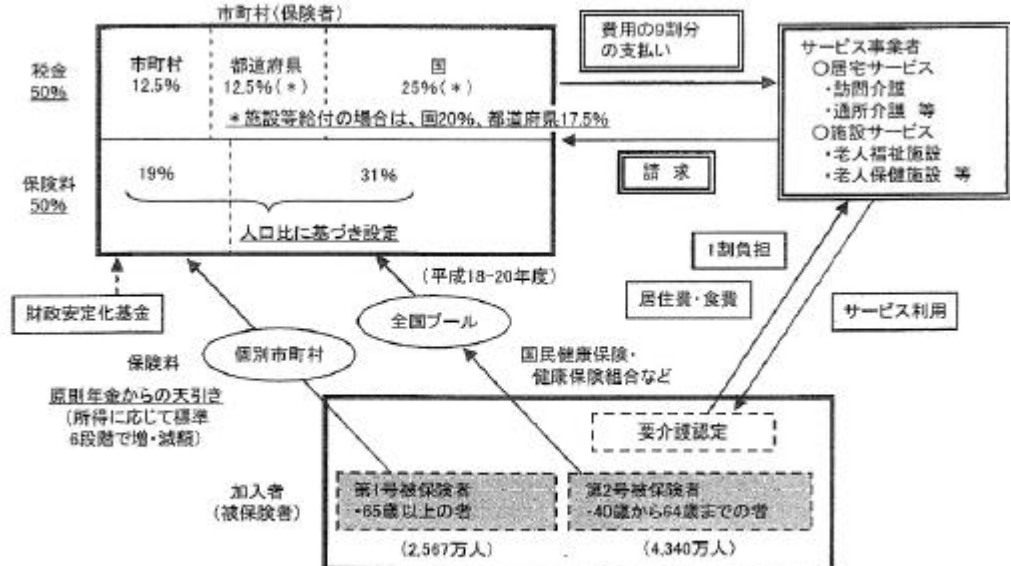 市町村(保険者)
税金
50%
市町村
12.5%
都道府県
12.5%(＊)
国
25%(＊)
＊施設等給付の場合は、国20%、都道府県17.5%
保険料
50%
19%
31%
人口比に基づき設定
費用の9割分
の支払い
請 求
サービス事業者
○居宅サービス
・訪問介護
・通所介護 等
○施設サービス
・老人福祉施設
・老人保健施設 等
財政安定化基金
(平成18-20年度)
1割負担
居住費・食費
サービス利用
個別市町村
全国プール
保険料
原則年金からの天引き
(所得に応じて標準
6段階で増・減額)
国民健康保険・
健康保険組合など
要介護認定
加入者
(被保険者)
第1号被保険者
・65歳以上の者
第2号被保険者
・40歳から64歳までの者
(2,567万人)
(4,340万人)